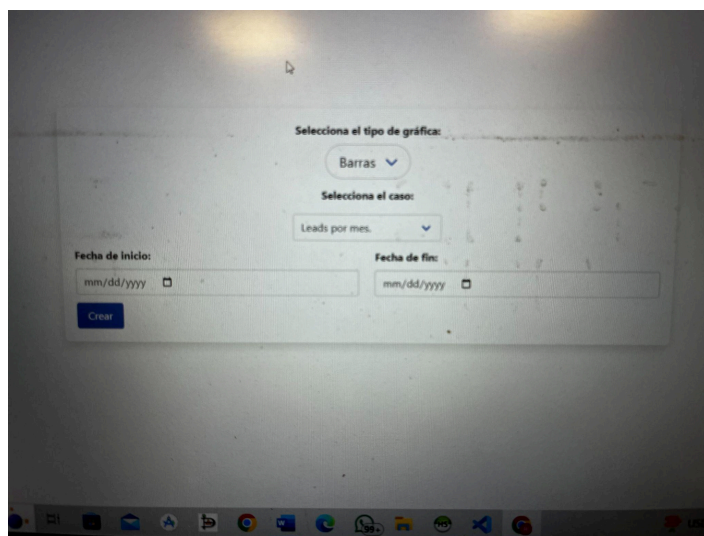 Selecciona el tipo de gráfica:
Barras
Selecciona el caso:
Leads por mes.
Fecha de inicio: Fecha de fin:
mm/dd/yyyy mm/dd/yyyy
Crear
99+